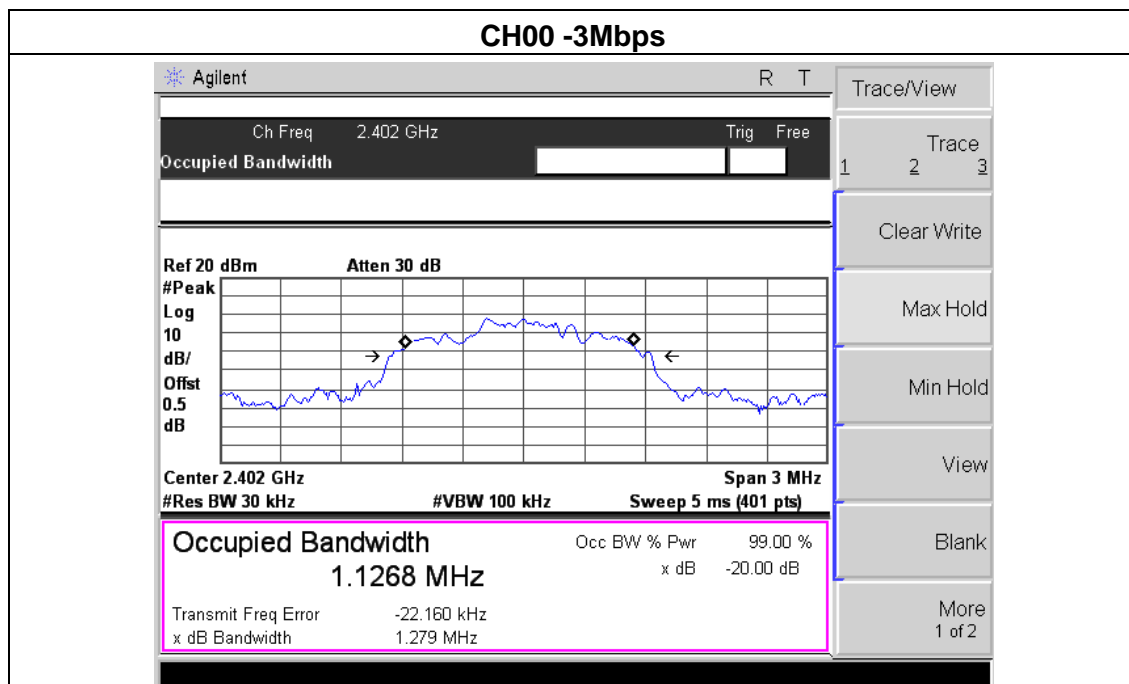 CH00 -3Mbps
Agilent R T
Ch Freq 2.402 GHz Trig Free
Occupied Bandwidth
Ref 20 dBm Atten 30 dB
#Peak
Log
10
dB/
Offst
0.5
dB
Center 2.402 GHz Span 3 MHz
#Res BW 30 kHz #VBW 100 kHz Sweep 5 ms (401 pts)
Occupied Bandwidth Occ BW % Pwr 99.00 %
1.1268 MHz x dB -20.00 dB
Transmit Freq Error -22.160 kHz
x dB Bandwidth 1.279 MHz
Trace/View
Trace
1 2 3
Clear Write
Max Hold
Min Hold
View
Blank
More
1 of 2